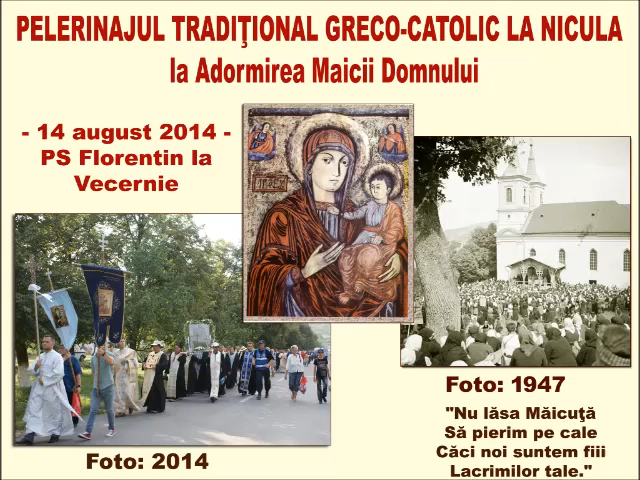 PELERINAJUL TRADIŢIONAL GRECO-CATOLIC LA NICULA
la Adormirea Maicii Domnului
- 14 august 2014 -
PS Florentin la
Vecernie
Foto: 2014
Foto: 1947
"Nu lăsa Măicuţă
Să pierim pe cale
Căci noi suntem fiii
Lacrimilor tale."